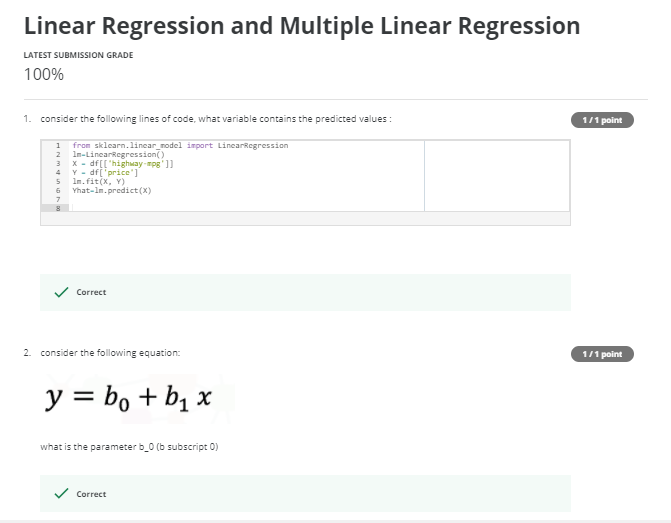 Linear Regression and Multiple Linear Regression
LATEST SUBMISSION GRADE
100%
1. consider the following lines of code, what variable contains the predicted values :
1 / 1 point
1 from sklearn.linear_model import LinearRegression
2 lm=LinearRegression()
3 X = df[['highway-mpg']]
4 Y = df['price']
5 lm.fit(X, Y)
6 Yhat=lm.predict(X)
7
8
Correct
2. consider the following equation:
1 / 1 point
y = b₀ + b₁ x
what is the parameter b_0 (b subscript 0)
Correct